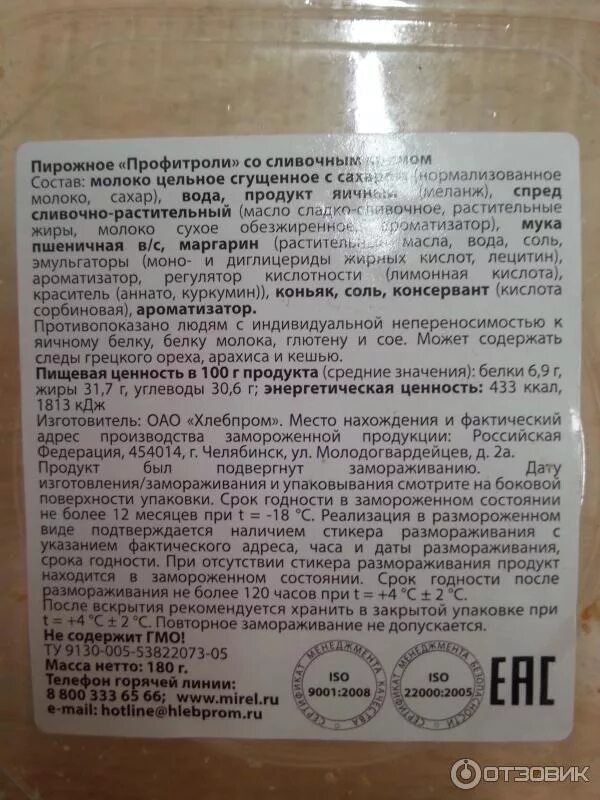 Пирожное «Профитроли» со сливочным
Состав: молоко цельное сгущенное с (нормализованное
молоко, сахар), вода, продукт яичный (меланж), спред
сливочно-растительный (масло сладко-сливочное, растительные
жиры, молоко сухое обезжиренное, ароматизатор), мука
пшеничная в/с, маргарин (растительные масла, вода, соль,
эмульгаторы (моно- и диглицериды жирных кислот, лецитин),
ароматизатор, регулятор кислотности (лимонная кислота),
краситель (аннато, куркумин)), коньяк, соль, консервант (кислота
сорбиновая), ароматизатор.
Противопоказано людям с индивидуальной непереносимостью к
яичному белку, белку молока, глютену и сое. Может содержать
следы грецкого ореха, арахиса и кешью.
Пищевая ценность в 100 г продукта (средние значения): белки 6,9 г,
жиры 31,7 г, углеводы 30,6 г; энергетическая ценность: 433 ккал,
1813 кДж
Изготовитель: ОАО «Хлебпром». Место нахождения и фактический
адрес производства замороженной продукции: Российская
Федерация, 454014, г. Челябинск, ул. Молодогвардейцев, д. 2а.
Продукт был подвергнут замораживанию. Дату
изготовления/замораживания и упаковывания смотрите на боковой
поверхности упаковки. Срок годности в замороженном состоянии
не более 12 месяцев при t = -18 °C. Реализация в размороженном
виде подтверждается наличием стикера размораживания с
указанием фактического адреса, часа и даты размораживания,
срока годности. При отсутствии стикера размораживания продукт
находится в замороженном состоянии. Срок годности после
размораживания не более 120 часов при t = +4 °C ± 2 °C.
После вскрытия рекомендуется хранить в закрытой упаковке при
t = +4 °C ± 2 °C. Повторное замораживание не допускается.
Не содержит ГМО!
ТУ 9130-005-53822073-05
Масса нетто: 180 г.
Телефон горячей линии:
8 800 333 65 66; www.mirel.ru
e-mail: hotline@hlebprom.ru
СЕРТИФИКАТ МЕНЕДЖМЕНТА КАЧЕСТВА
ISO
9001:2008
СЕРТИФИКАТ МЕНЕДЖМЕНТА БЕЗОПАСНОСТИ
ISO
22000:2005
EAC
ОТЗОВИК